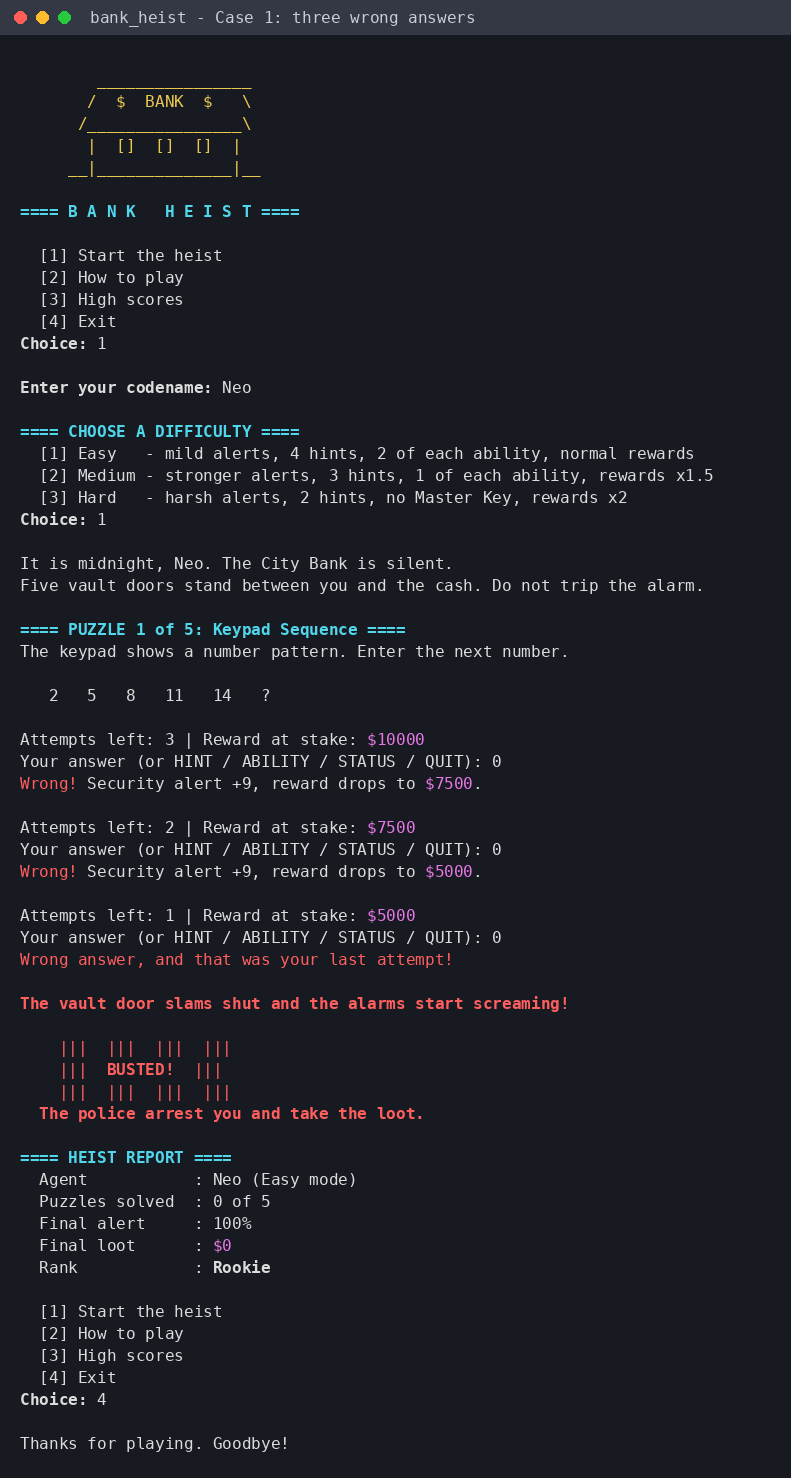 bank_heist - Case 1: three wrong answers
        ________________
       /  $  BANK  $   \
      /________________\
       |  []  []  []  |
     __|______________|__
==== B A N K   H E I S T ====
  [1] Start the heist
  [2] How to play
  [3] High scores
  [4] Exit
Choice: 1
Enter your codename: Neo
==== CHOOSE A DIFFICULTY ====
  [1] Easy   - mild alerts, 4 hints, 2 of each ability, normal rewards
  [2] Medium - stronger alerts, 3 hints, 1 of each ability, rewards x1.5
  [3] Hard   - harsh alerts, 2 hints, no Master Key, rewards x2
Choice: 1
It is midnight, Neo. The City Bank is silent.
Five vault doors stand between you and the cash. Do not trip the alarm.
==== PUZZLE 1 of 5: Keypad Sequence ====
The keypad shows a number pattern. Enter the next number.
   2   5   8   11   14   ?
Attempts left: 3 | Reward at stake: $10000
Your answer (or HINT / ABILITY / STATUS / QUIT): 0
Wrong! Security alert +9, reward drops to $7500.
Attempts left: 2 | Reward at stake: $7500
Your answer (or HINT / ABILITY / STATUS / QUIT): 0
Wrong! Security alert +9, reward drops to $5000.
Attempts left: 1 | Reward at stake: $5000
Your answer (or HINT / ABILITY / STATUS / QUIT): 0
Wrong answer, and that was your last attempt!
The vault door slams shut and the alarms start screaming!
    |||  |||  |||  |||
    |||  BUSTED!  |||
    |||  |||  |||  |||
  The police arrest you and take the loot.
==== HEIST REPORT ====
  Agent           : Neo (Easy mode)
  Puzzles solved  : 0 of 5
  Final alert     : 100%
  Final loot      : $0
  Rank            : Rookie
  [1] Start the heist
  [2] How to play
  [3] High scores
  [4] Exit
Choice: 4
Thanks for playing. Goodbye!